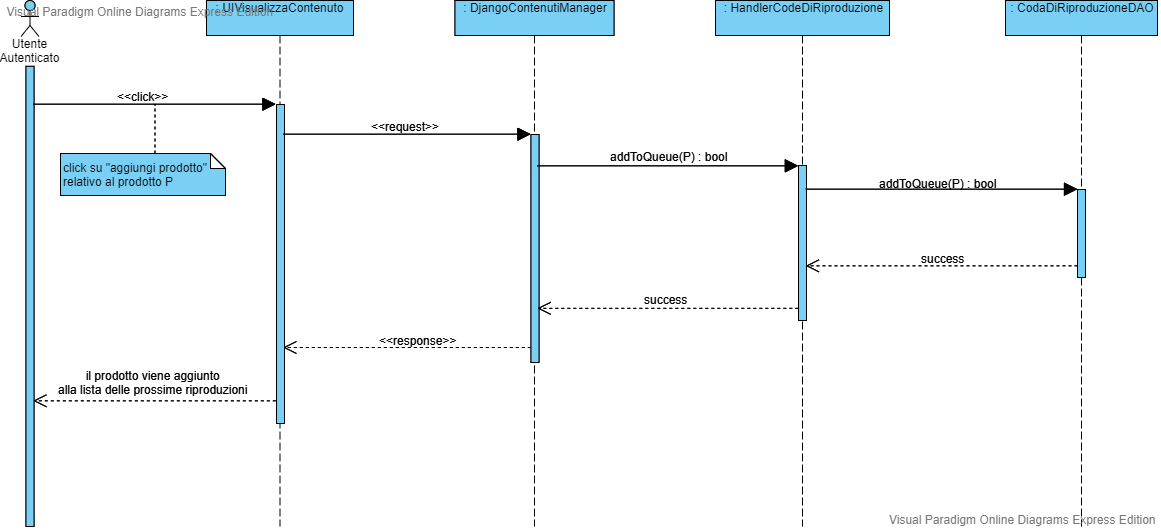 Visual Paradigm Online Diagrams Express Edition
: UIVisualizzaContenuto
: DjangoContenutiManager
: HandlerCodeDiRiproduzione
: CodaDiRiproduzioneDAO
Utente
Autenticato
<<click>>
<<request>>
click su "aggiungi prodotto"
relativo al prodotto P
addToQueue(P) : bool
addToQueue(P) : bool
success
success
<<response>>
il prodotto viene aggiunto
alla lista delle prossime riproduzioni
Visual Paradigm Online Diagrams Express Edition